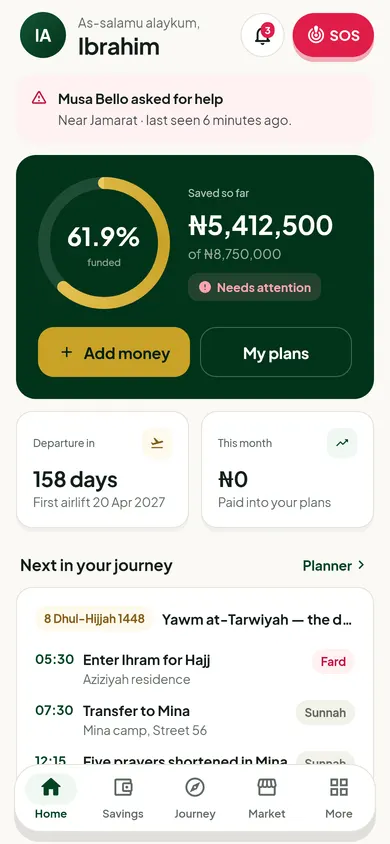 IA
As-salamu alaykum,
Ibrahim
3
SOS
Musa Bello asked for help
Near Jamarat · last seen 6 minutes ago.
61.9%
funded
Saved so far
₦5,412,500
of ₦8,750,000
Needs attention
+ Add money
My plans
Departure in
158 days
First airlift 20 Apr 2027
This month
₦0
Paid into your plans
Next in your journey
Planner
8 Dhul-Hijjah 1448
Yawm at-Tarwiyah — the d…
05:30 Enter Ihram for Hajj Fard
Aziziyah residence
07:30 Transfer to Mina Sunnah
Mina camp, Street 56
12:15 Five prayers shortened in Mina Sunnah
Home
Savings
Journey
Market
More